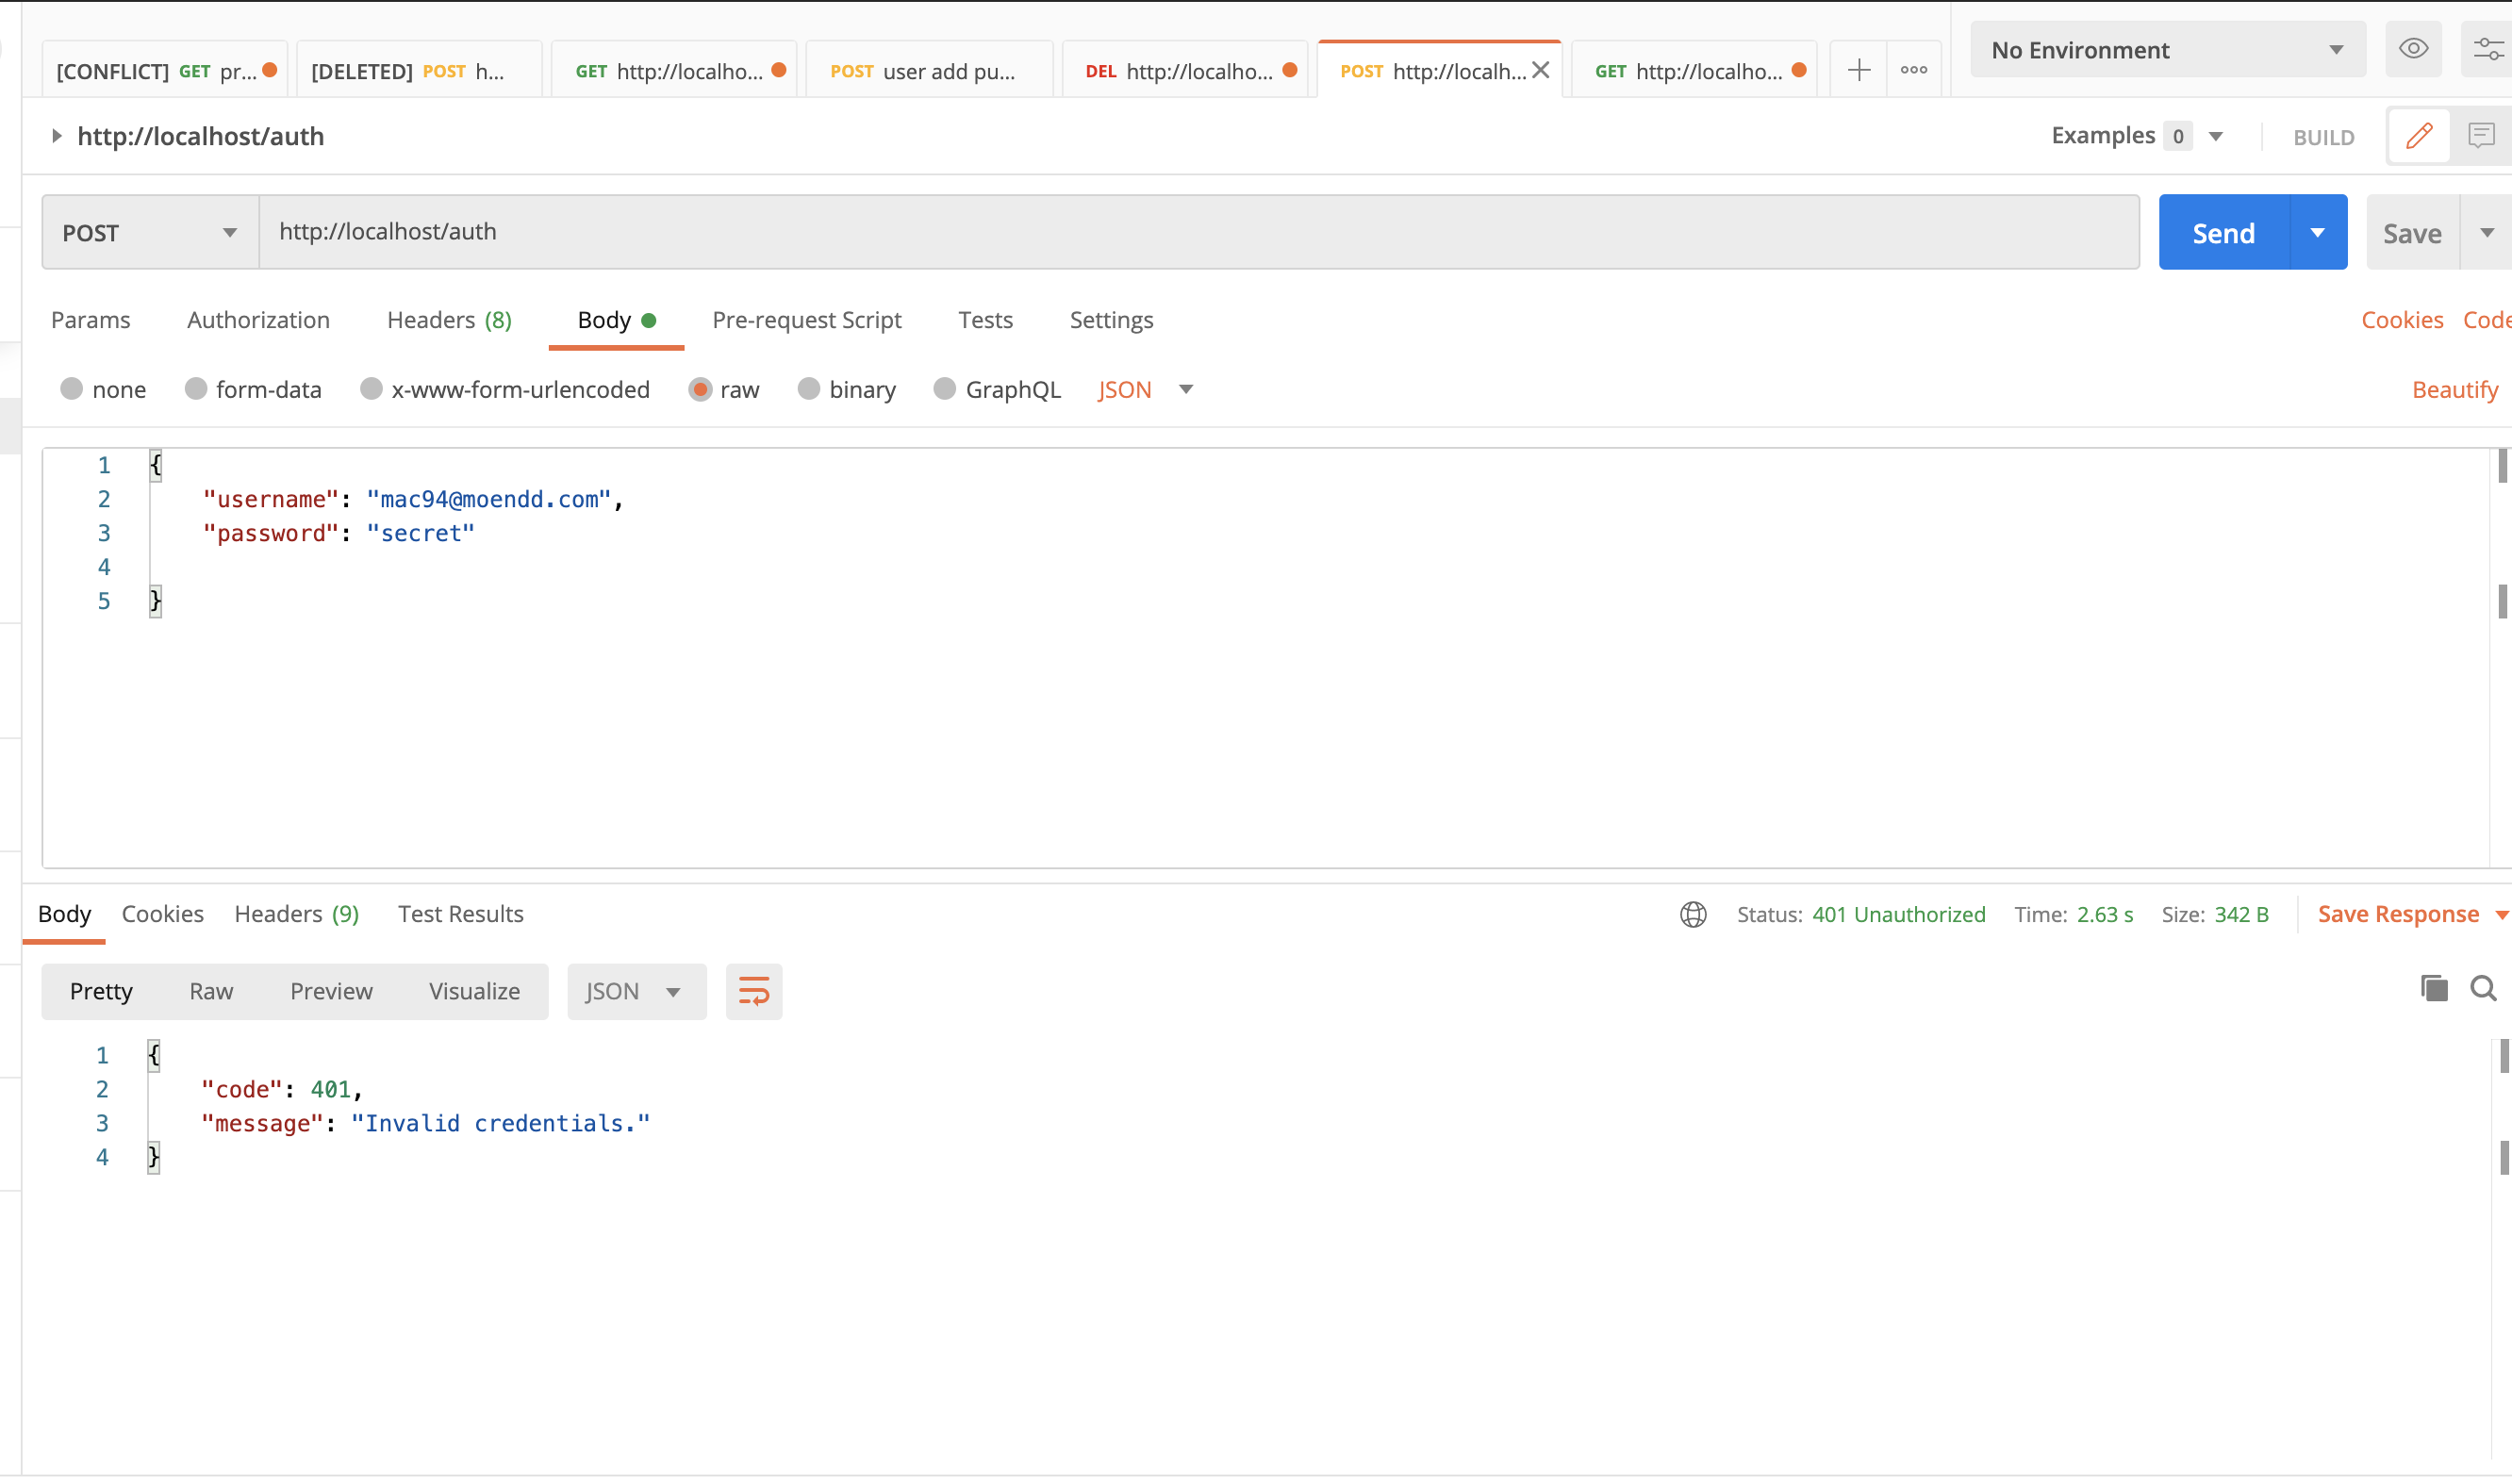 [CONFLICT] GET pr... [DELETED] POST h... GET http://localho... POST user add pu... DEL http://localho... POST http://localh... GET http://localho... No Environment
http://localhost/auth Examples 0 BUILD
POST http://localhost/auth Send Save
Params Authorization Headers (8) Body Pre-request Script Tests Settings Cookies Code
none form-data x-www-form-urlencoded raw binary GraphQL JSON Beautify
1 {
2 "username": "mac94@moendd.com",
3 "password": "secret"
4
5 }
Body Cookies Headers (9) Test Results Status: 401 Unauthorized Time: 2.63 s Size: 342 B Save Response
Pretty Raw Preview Visualize JSON
1 {
2 "code": 401,
3 "message": "Invalid credentials."
4 }